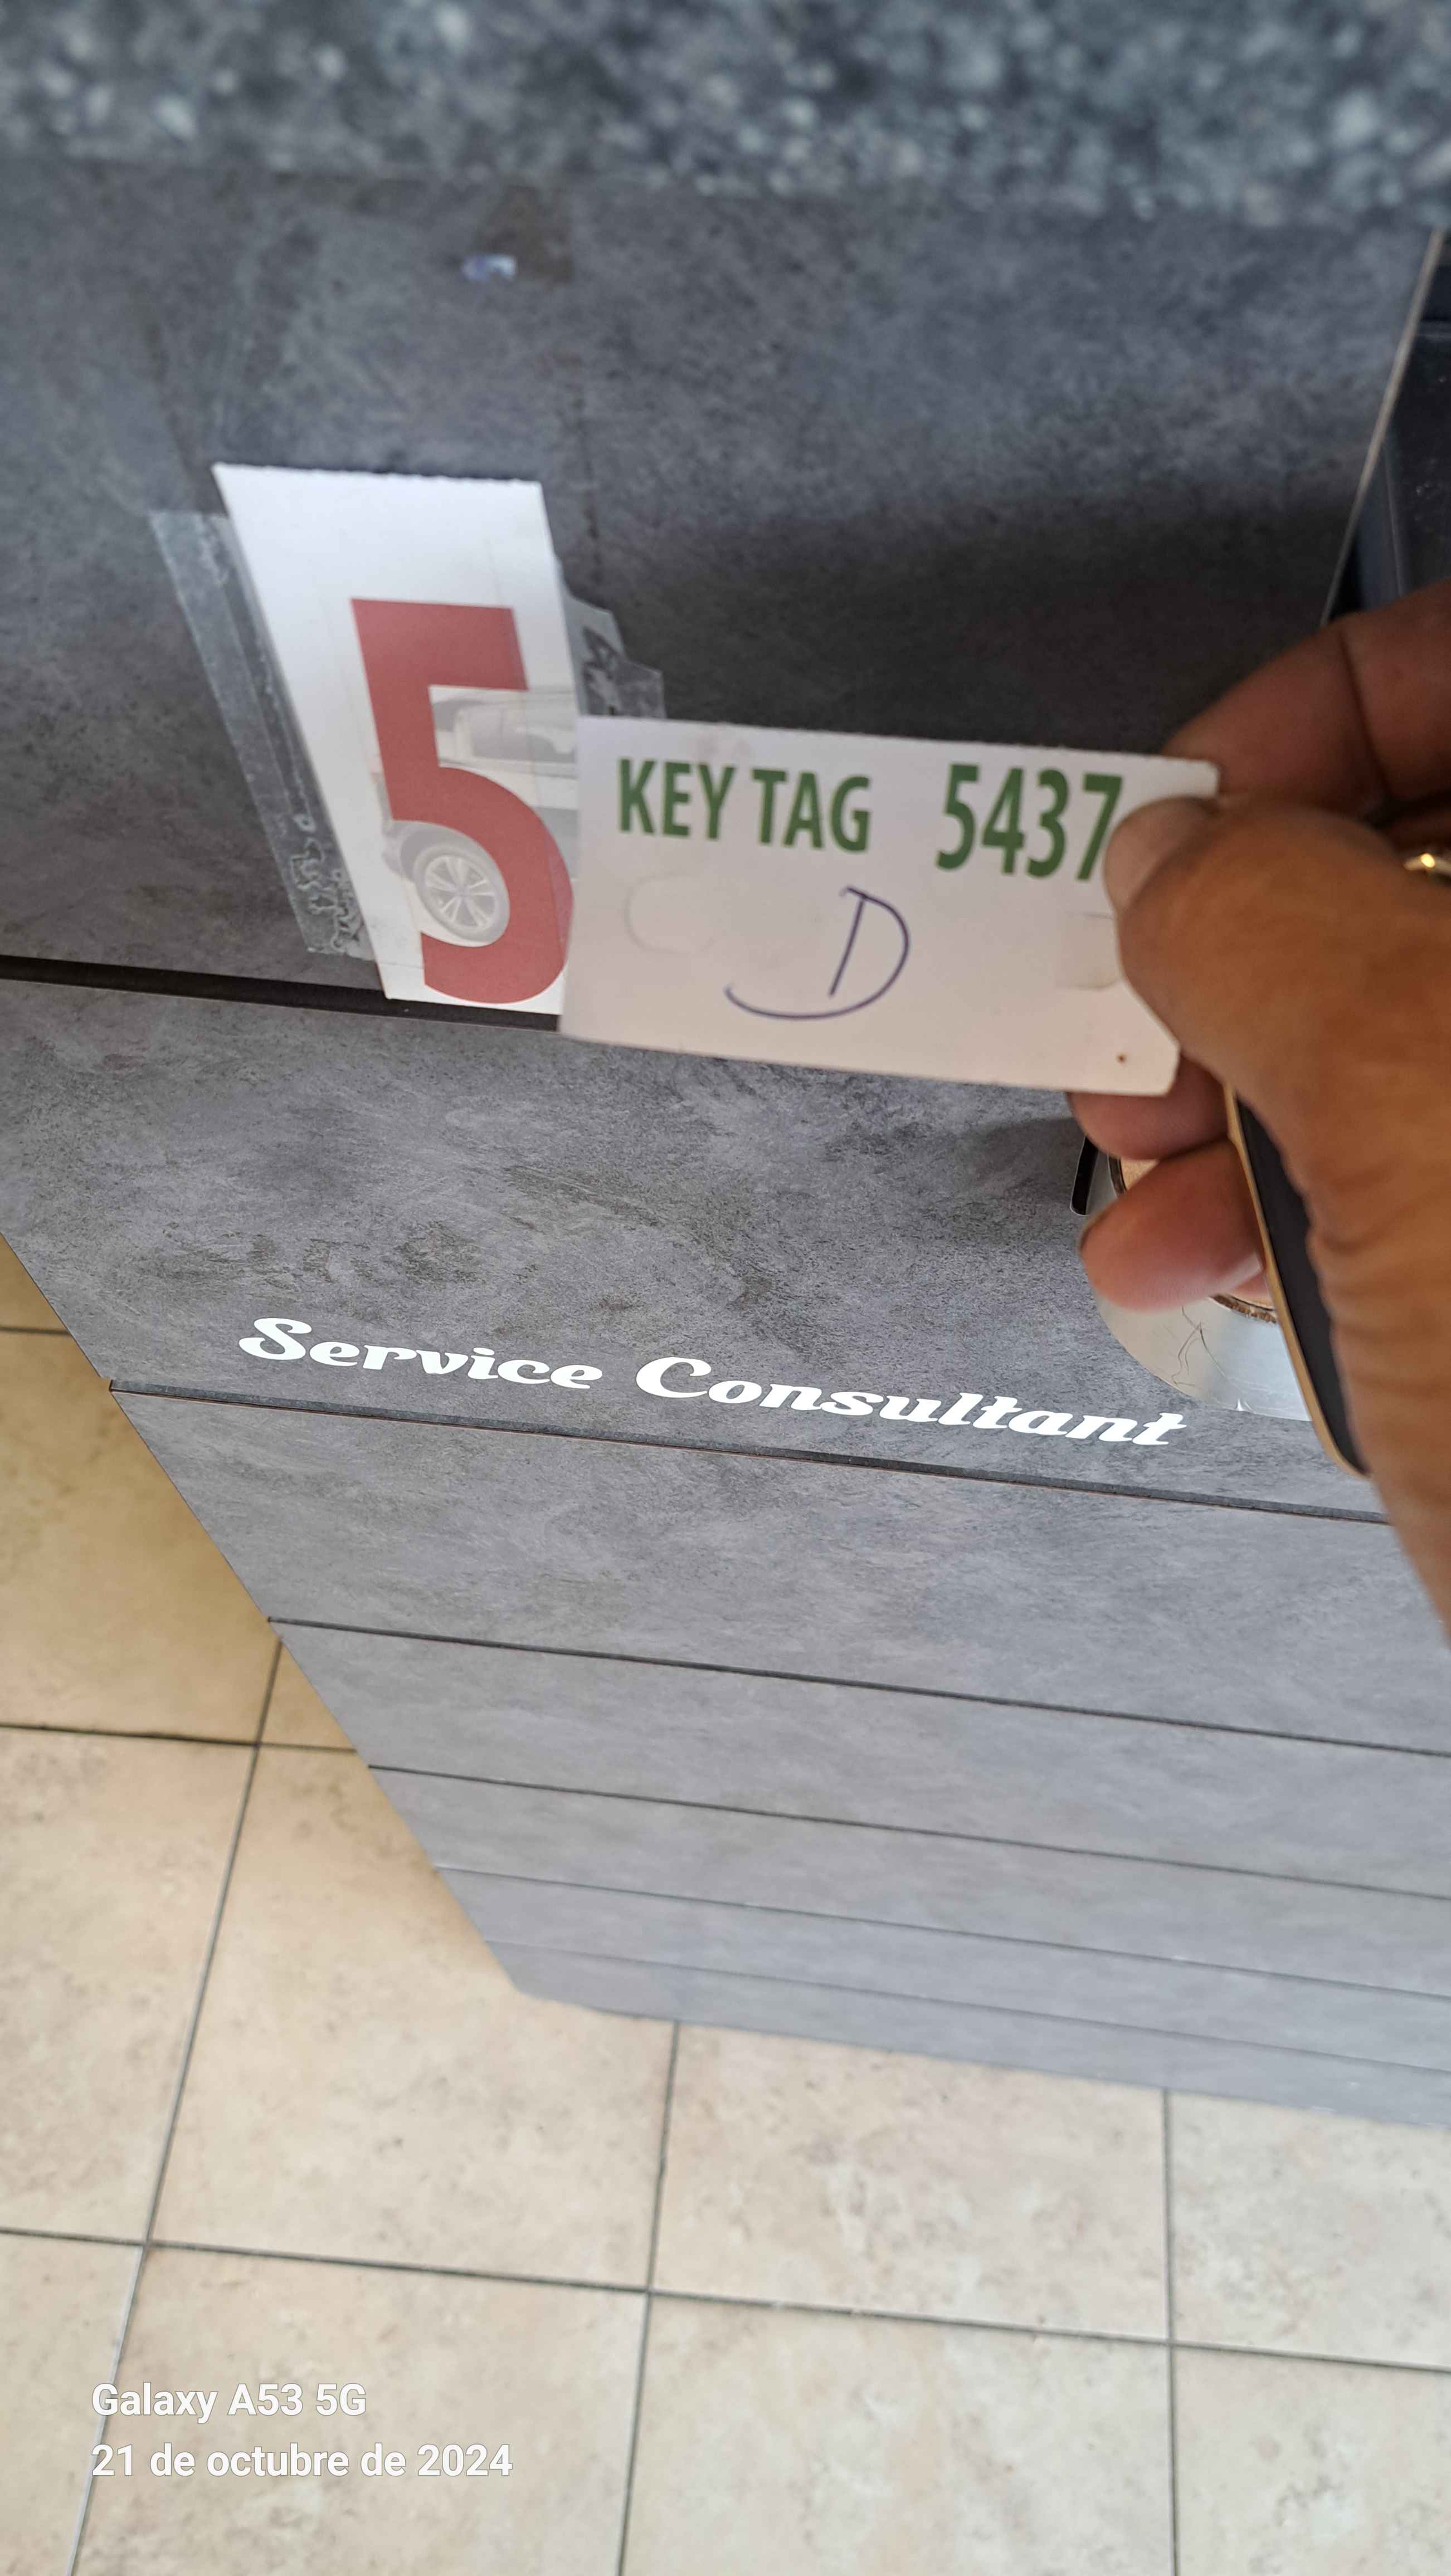 5
KEY TAG 5437
D
Service Consultant
Galaxy A53 5G
21 de octubre de 2024